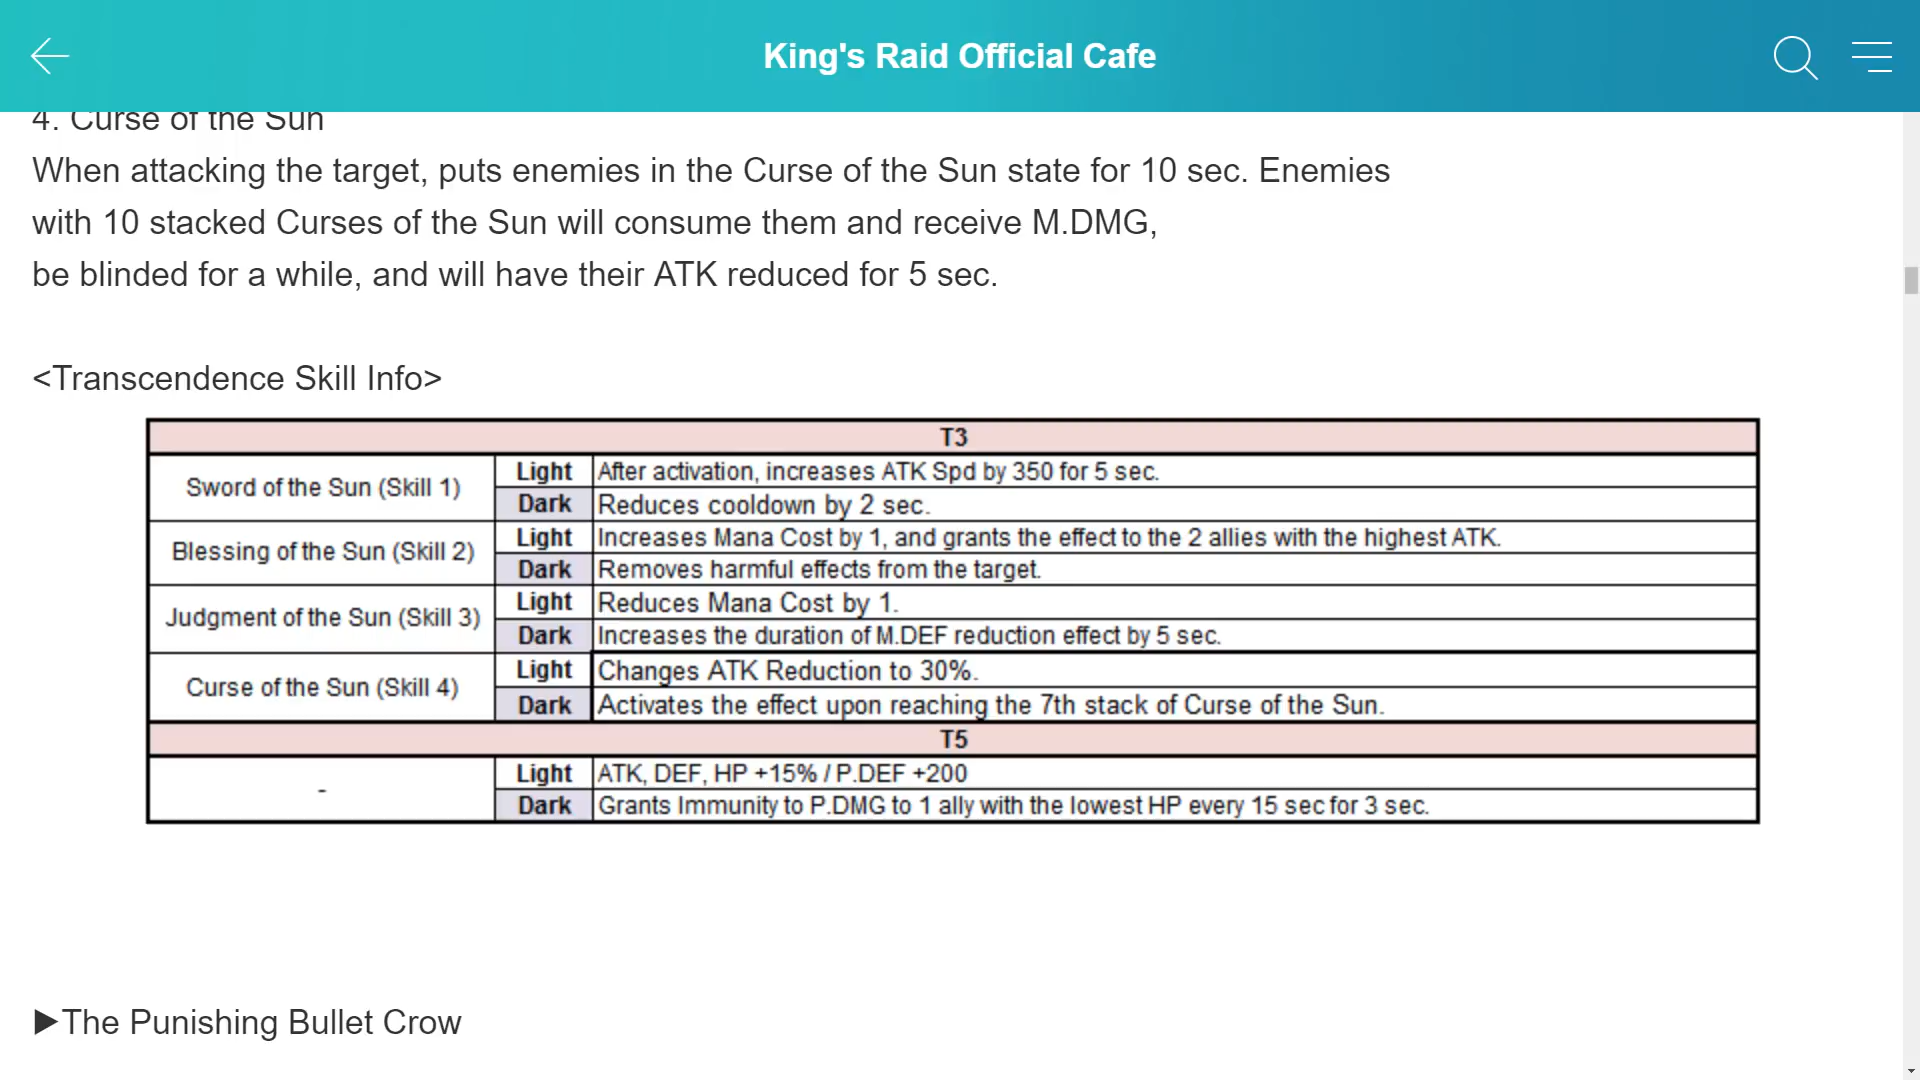 King's Raid Official Cafe
4. Curse of the Sun
When attacking the target, puts enemies in the Curse of the Sun state for 10 sec. Enemies
with 10 stacked Curses of the Sun will consume them and receive M.DMG,
be blinded for a while, and will have their ATK reduced for 5 sec.
<Transcendence Skill Info>
T3
Sword of the Sun (Skill 1)
Light After activation, increases ATK Spd by 350 for 5 sec.
Dark Reduces cooldown by 2 sec.
Blessing of the Sun (Skill 2)
Light Increases Mana Cost by 1, and grants the effect to the 2 allies with the highest ATK.
Dark Removes harmful effects from the target.
Judgment of the Sun (Skill 3)
Light Reduces Mana Cost by 1.
Dark Increases the duration of M.DEF reduction effect by 5 sec.
Curse of the Sun (Skill 4)
Light Changes ATK Reduction to 30%.
Dark Activates the effect upon reaching the 7th stack of Curse of the Sun.
T5
-
Light ATK, DEF, HP +15% / P.DEF +200
Dark Grants Immunity to P.DMG to 1 ally with the lowest HP every 15 sec for 3 sec.
▶The Punishing Bullet Crow